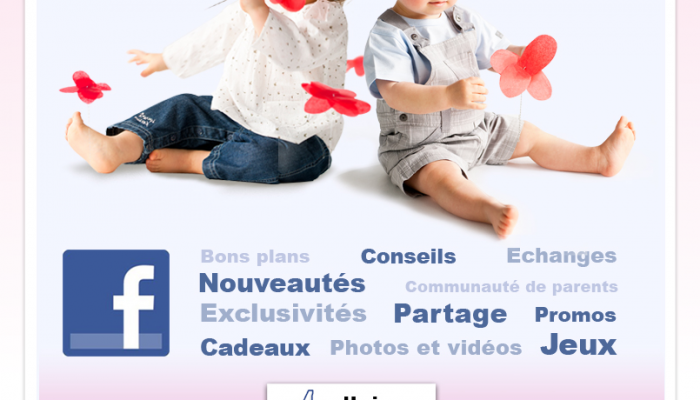 Bons plans Conseils Echanges
Nouveautés Communauté de parents
Exclusivités Partage Promos
Cadeaux Photos et vidéos Jeux